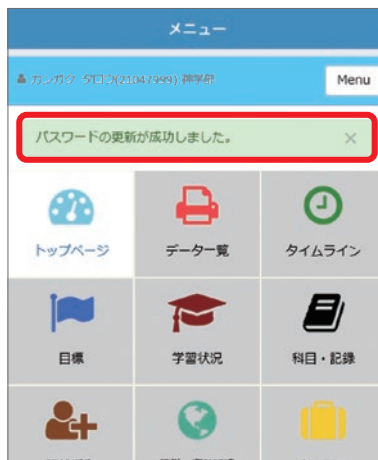 メニュー
Menu
パスワードの更新が成功しました。
×
トップページ
データ一覧
タイムライン
目標
学習状況
科目・記録